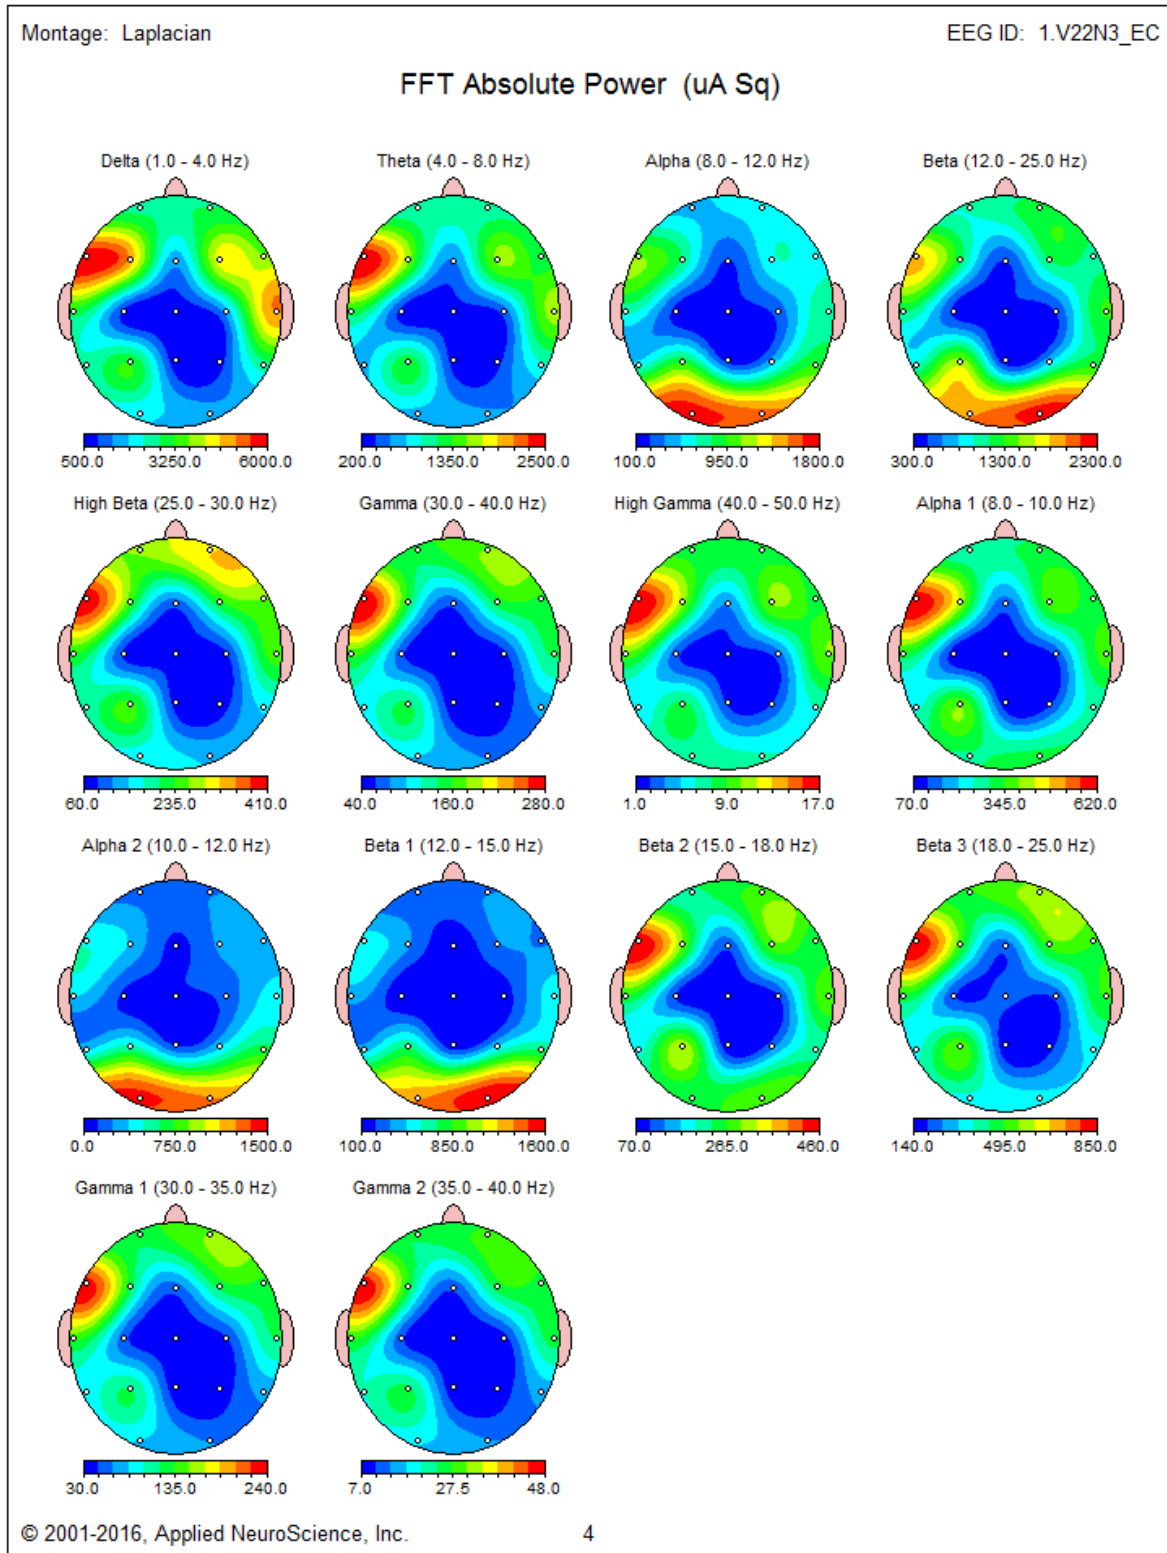 Montage: Laplacian
EEG ID: 1.V22N3_EC
FFT Absolute Power (uA Sq)
Delta (1.0 - 4.0 Hz)
Theta (4.0 - 8.0 Hz)
Alpha (8.0 - 12.0 Hz)
Beta (12.0 - 25.0 Hz)
500.0 3250.0 6000.0
200.0 1350.0 2500.0
100.0 950.0 1800.0
300.0 1300.0 2300.0
High Beta (25.0 - 30.0 Hz)
Gamma (30.0 - 40.0 Hz)
High Gamma (40.0 - 50.0 Hz)
Alpha 1 (8.0 - 10.0 Hz)
60.0 235.0 410.0
40.0 160.0 280.0
1.0 9.0 17.0
70.0 345.0 620.0
Alpha 2 (10.0 - 12.0 Hz)
Beta 1 (12.0 - 15.0 Hz)
Beta 2 (15.0 - 18.0 Hz)
Beta 3 (18.0 - 25.0 Hz)
0.0 750.0 1500.0
100.0 850.0 1600.0
70.0 265.0 460.0
140.0 495.0 850.0
Gamma 1 (30.0 - 35.0 Hz)
Gamma 2 (35.0 - 40.0 Hz)
30.0 135.0 240.0
7.0 27.5 48.0
© 2001-2016, Applied NeuroScience, Inc.
4